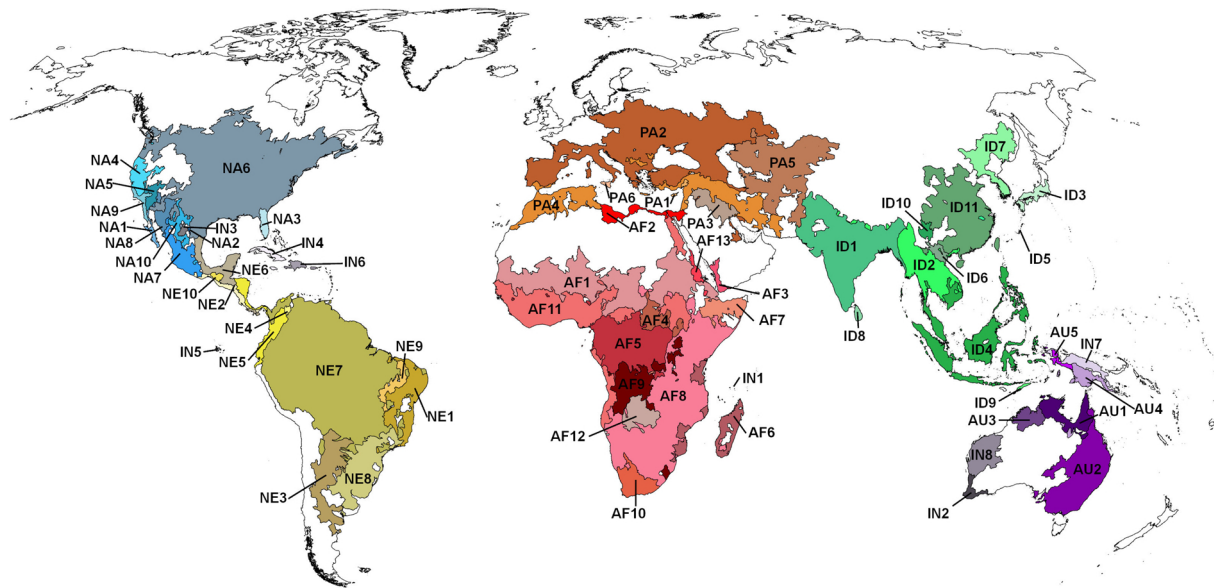 NA4
NA6
NA5
NA9
NA1
NA8
NA10
NA7
NA3
IN3
NA2
IN4
IN6
NE6
NE10
NE2
NE4
NE5
IN5
NE7
NE9
NE1
NE8
NE3
PA2
PA5
PA4
PA6
PA1
PA3
AF2
AF13
AF1
AF3
AF11
AF4
AF7
AF5
AF9
AF8
IN1
AF12
AF6
AF10
ID7
ID3
ID10
ID11
ID1
ID2
ID6
ID5
ID8
ID4
AU5
IN7
ID9
AU3
AU1
AU4
IN8
AU2
IN2